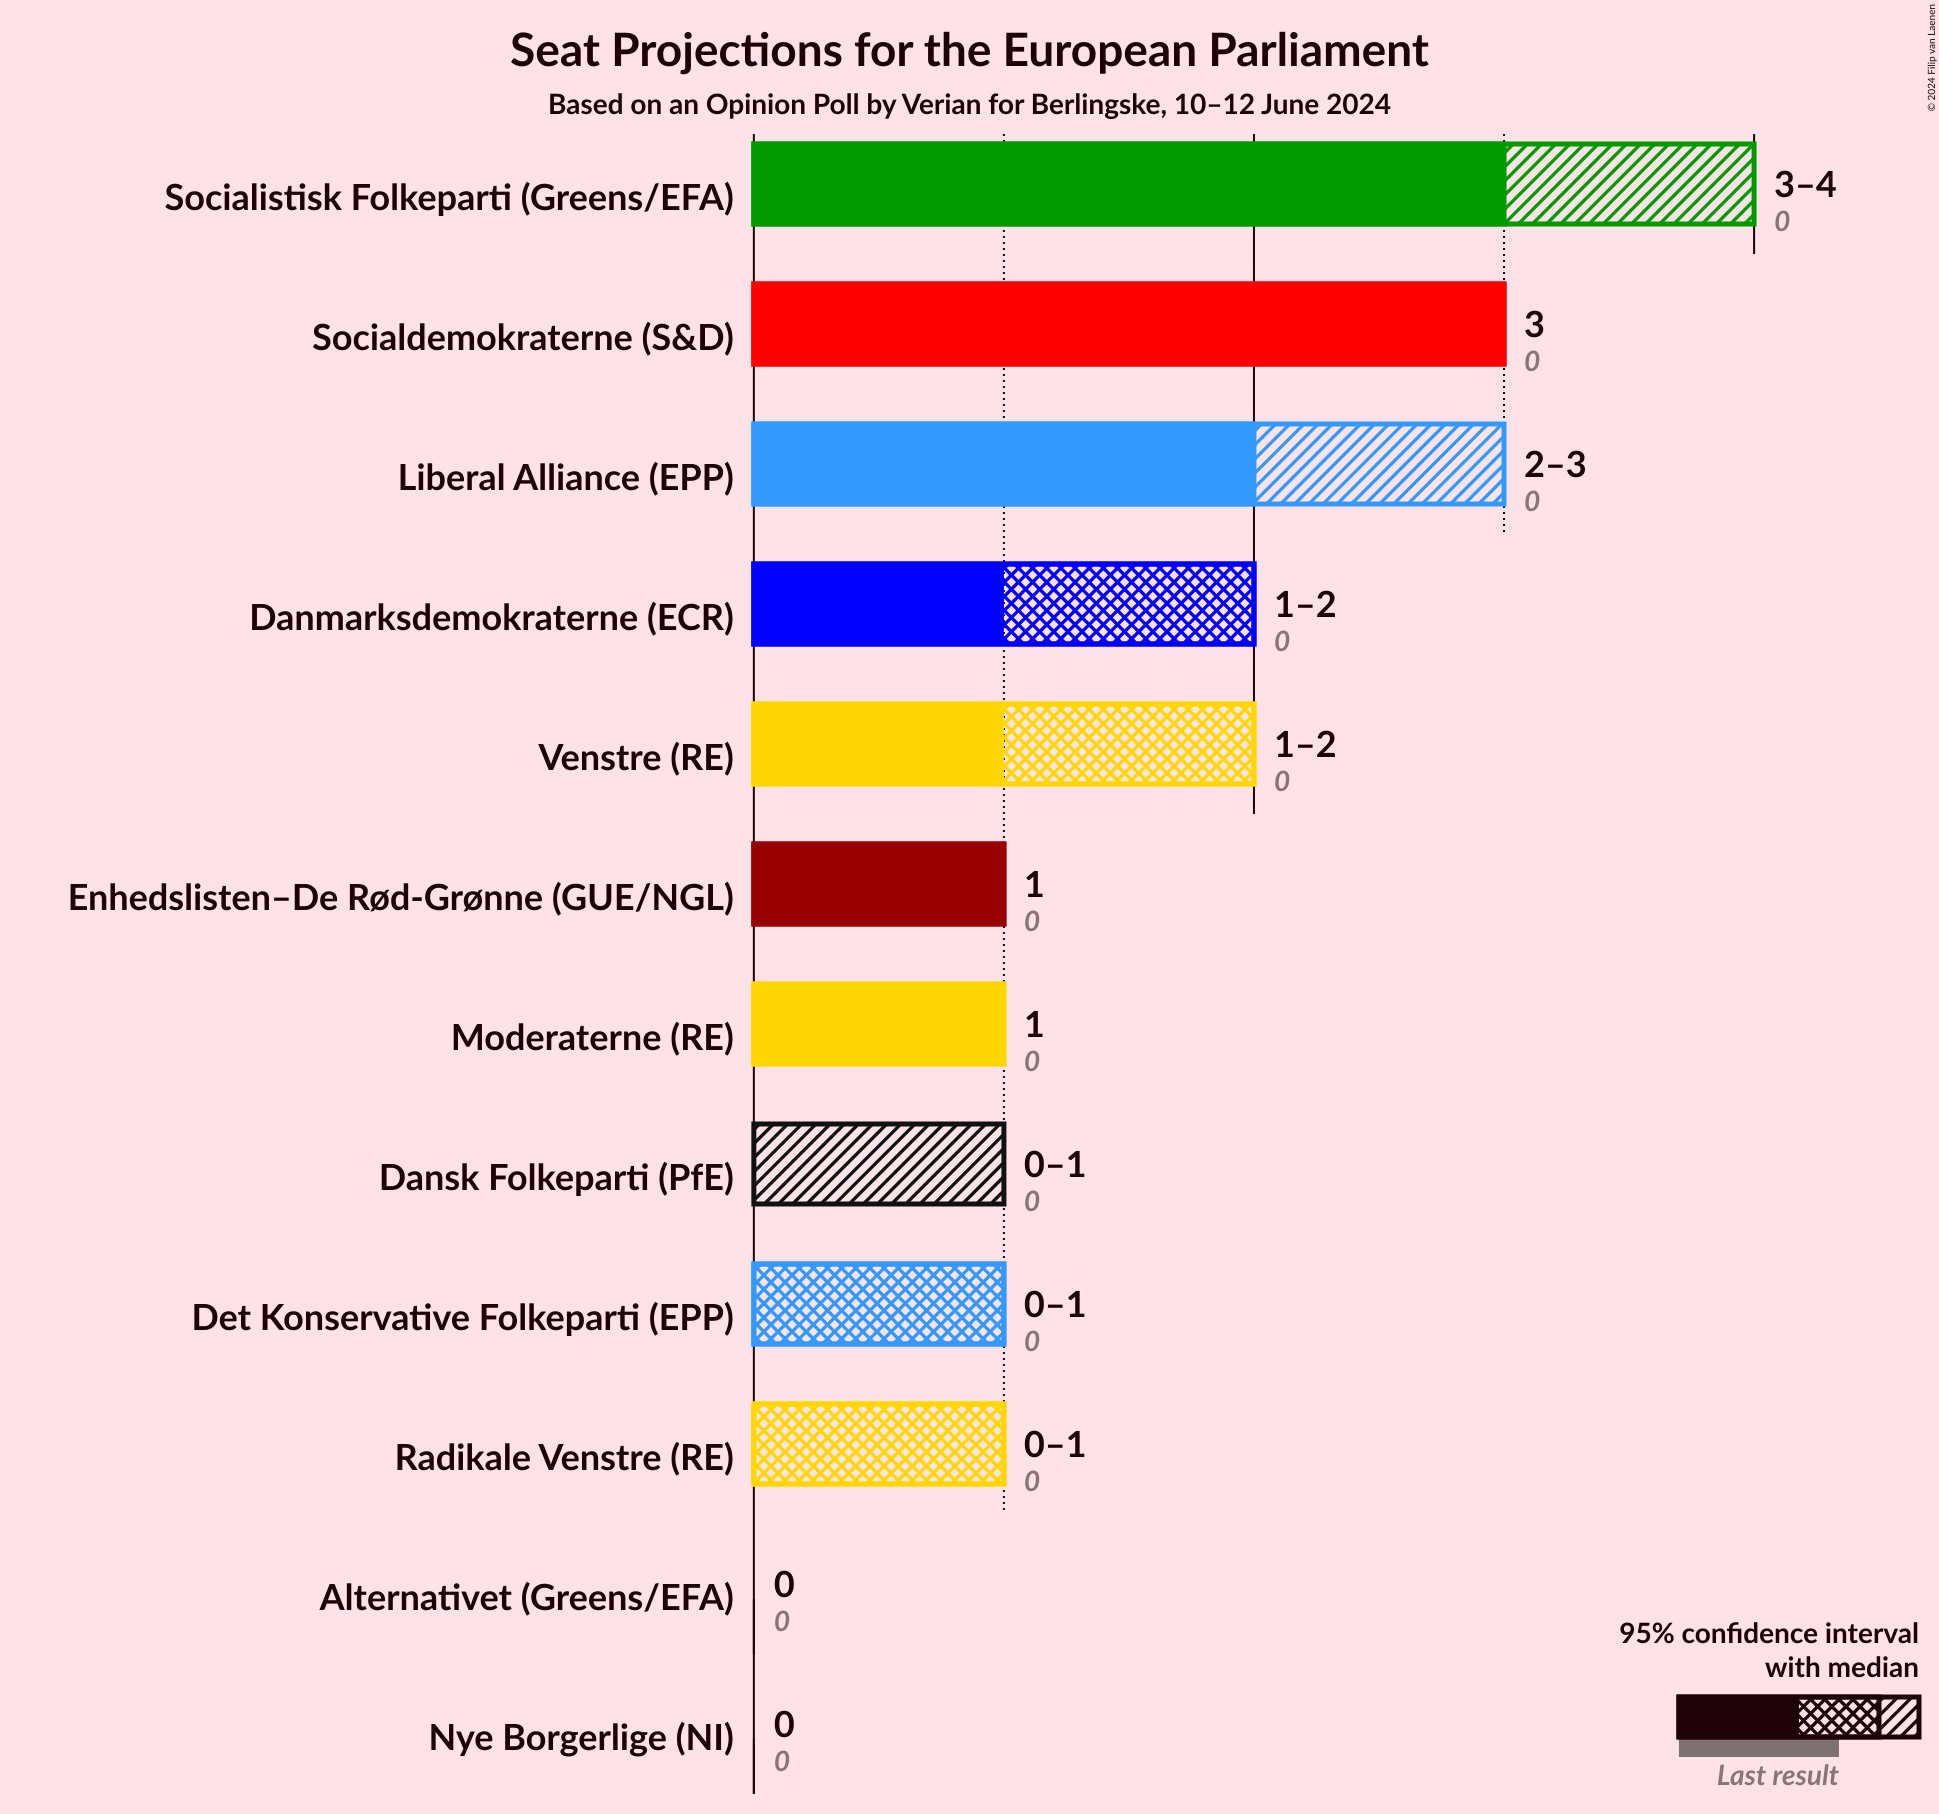 Seat Projections for the European Parliament
Based on an Opinion Poll by Verian for Berlingske, 10–12 June 2024
© 2024 Filip van Laenen
Socialistisk Folkeparti (Greens/EFA)
3–4
0
Socialdemokraterne (S&D)
3
0
Liberal Alliance (EPP)
2–3
0
Danmarksdemokraterne (ECR)
1–2
0
Venstre (RE)
1–2
0
Enhedslisten–De Rød-Grønne (GUE/NGL)
1
0
Moderaterne (RE)
1
0
Dansk Folkeparti (PfE)
0–1
0
Det Konservative Folkeparti (EPP)
0–1
0
Radikale Venstre (RE)
0–1
0
Alternativet (Greens/EFA)
0
0
Nye Borgerlige (NI)
0
0
95% confidence interval
with median
Last result